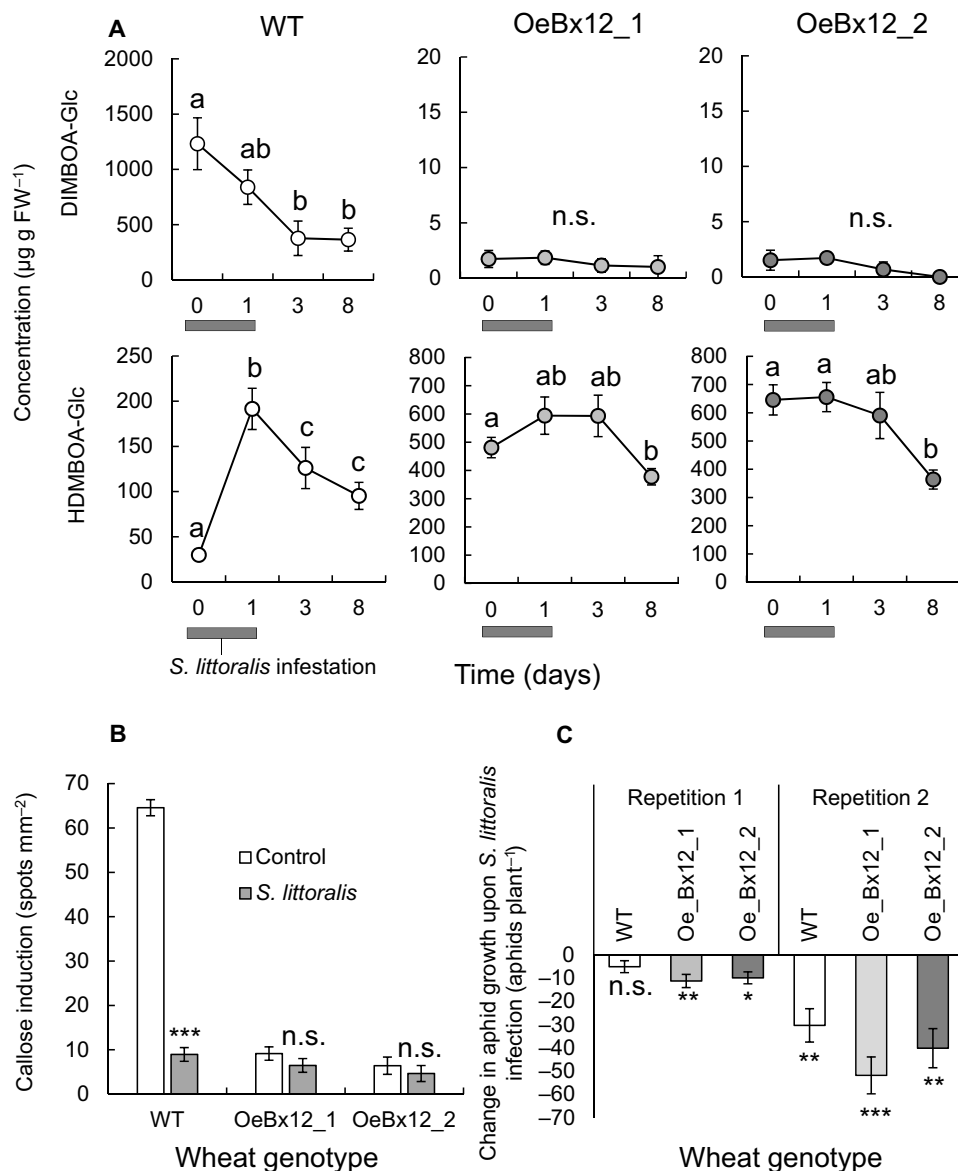 A
WT OeBx12_1 OeBx12_2
Concentration (µg g FW⁻¹)
DIMBOA-Glc
2000
1500
1000
500
0
a ab b b
0 1 3 8
20
15
10
5
0
n.s.
0 1 3 8
20
15
10
5
0
n.s.
0 1 3 8
HDMBOA-Glc
250
200
150
100
50
0
a b c c
0 1 3 8
S. littoralis infestation
800
700
600
500
400
300
200
100
0
a ab ab b
0 1 3 8
800
700
600
500
400
300
200
100
0
a a ab b
0 1 3 8
Time (days)
B
Callose induction (spots mm⁻²)
70
60
50
40
30
20
10
0
Control
S. littoralis
*** n.s. n.s.
WT OeBx12_1 OeBx12_2
Wheat genotype
C
Change in aphid growth upon S. littoralis
infection (aphids plant⁻¹)
Repetition 1 Repetition 2
WT Oe_Bx12_1 Oe_Bx12_2 WT Oe_Bx12_1 Oe_Bx12_2
0
–10
–20
–30
–40
–50
–60
–70
n.s. ** * ** *** **
Wheat genotype